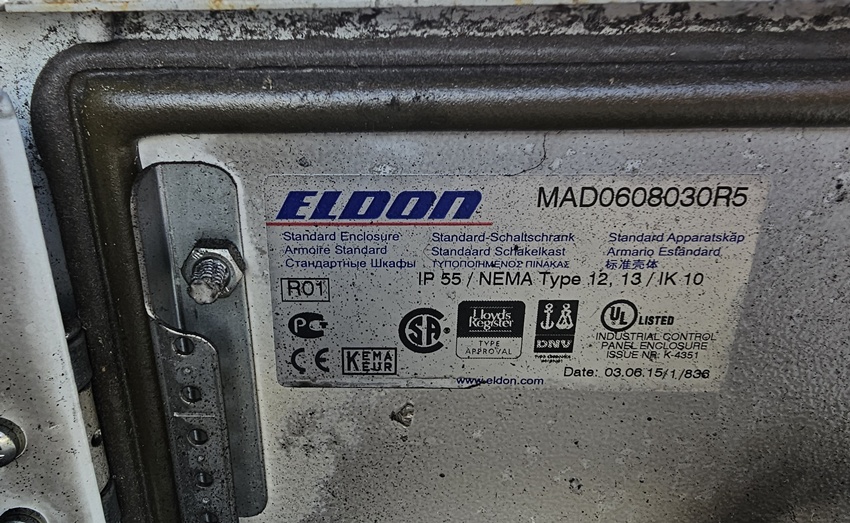 ELDON
MAD0608030R5
Standard Enclosure Standard-Schaltschrank Standard Apparatskåp
Armoire Standard Standaard Schakelkast Armario Estándard
Стандартные Шкафы ΤΥΠΟΠΟΙΗΜΕΝΟΣ ΠΙΝΑΚΑΣ 标准壳体
IP 55 / NEMA Type 12, 13 / IK 10
R01
CSA
Lloyd's
Register
TYPE
APPROVAL
DNV
UL LISTED
INDUSTRIAL CONTROL
PANEL ENCLOSURE
ISSUE NR: K-4351
CE
KEMA
KEUR
Date: 03.06.15/1/836
www.eldon.com